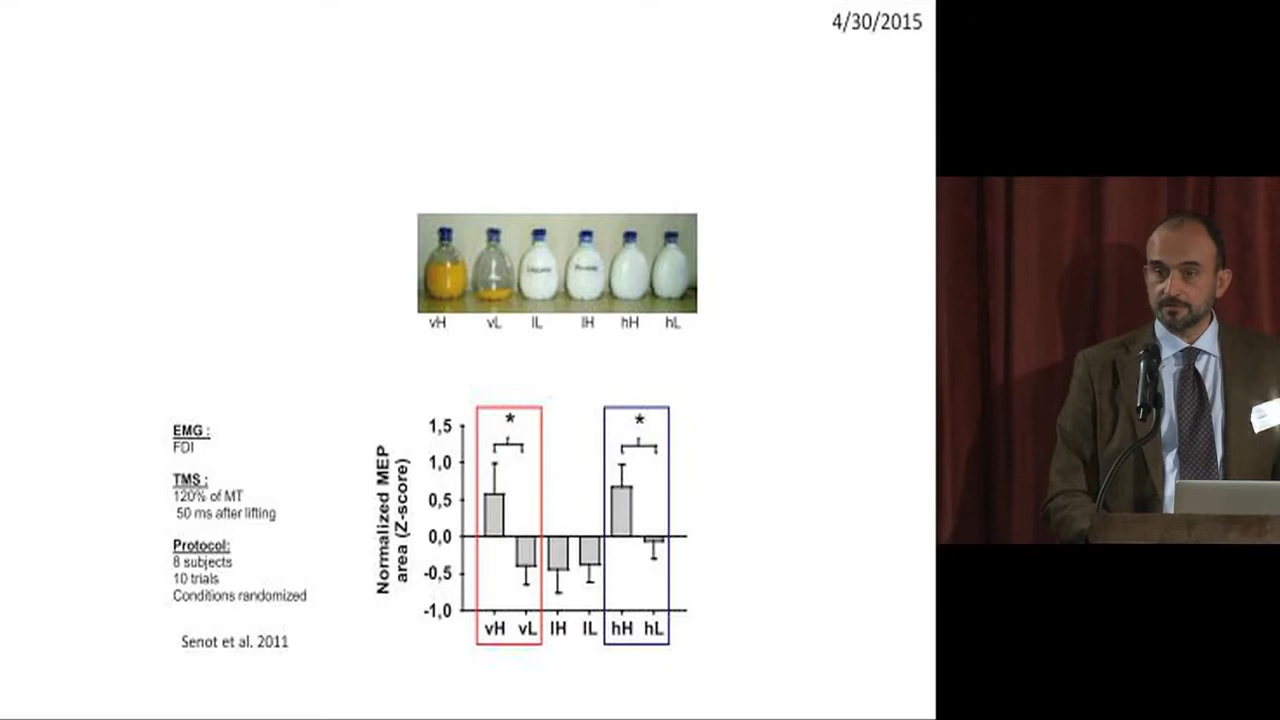 4/30/2015
vH vL lL lH hH hL
EMG :
FDI
TMS :
120% of MT
50 ms after lifting
Protocol:
8 subjects
10 trials
Conditions randomized
Senot et al. 2011
Normalized MEP
area (Z-score)
1,5
1,0
0,5
0,0
-0,5
-1,0
* *
vH vL lH lL hH hL